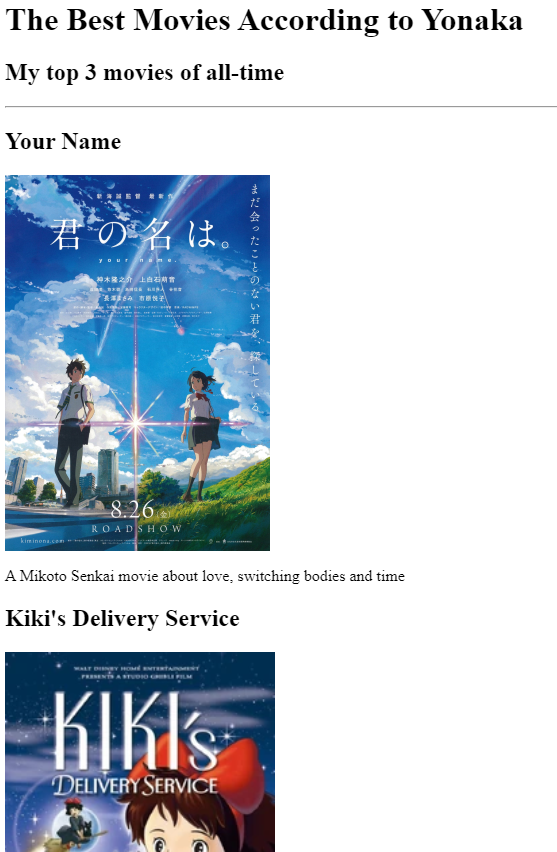 The Best Movies According to Yonaka
My top 3 movies of all-time
Your Name
新海誠監督 最新作
君の名は。
your name.
まだ会ったことのない君を、探している
神木隆之介 上白石萌音
長澤まさみ 市原悦子
8.26(金)
ROADSHOW
kiminona.com
A Mikoto Senkai movie about love, switching bodies and time
Kiki's Delivery Service
WALT DISNEY HOME ENTERTAINMENT
PRESENTS A STUDIO GHIBLI FILM
KIKI's
DELIVERY SERVICE